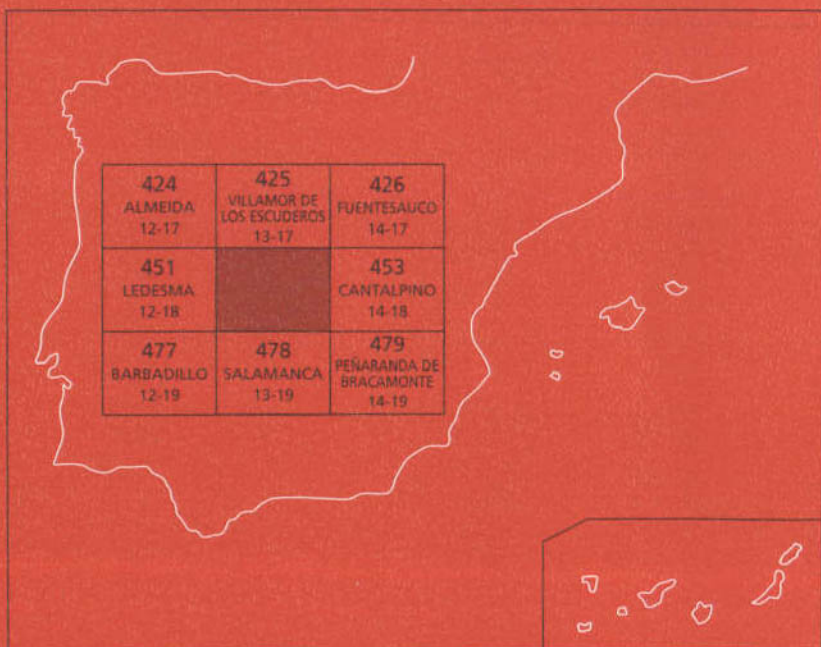 424
ALMEIDA
12-17
425
VILLAMOR DE
LOS ESCUDEROS
13-17
426
FUENTESAUCO
14-17
451
LEDESMA
12-18
453
CANTALPINO
14-18
477
BARBADILLO
12-19
478
SALAMANCA
13-19
479
PEÑARANDA DE
BRACAMONTE
14-19